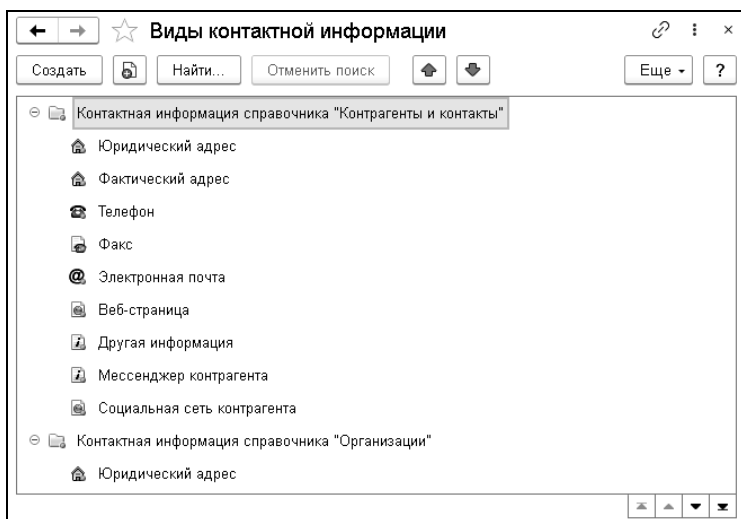 Виды контактной информации
Создать Найти... Отменить поиск Еще ?
Контактная информация справочника "Контрагенты и контакты"
Юридический адрес
Фактический адрес
Телефон
Факс
Электронная почта
Веб-страница
Другая информация
Мессенджер контрагента
Социальная сеть контрагента
Контактная информация справочника "Организации"
Юридический адрес